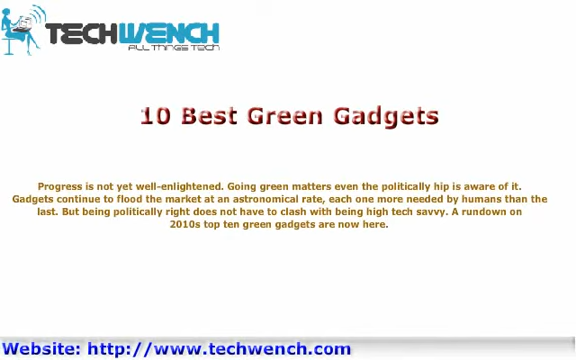 TECHWENCH
ALL THINGS TECH
10 Best Green Gadgets
Progress is not yet well-enlightened. Going green matters even the politically hip is aware of it.
Gadgets continue to flood the market at an astronomical rate, each one more needed by humans than the
last. But being politically right does not have to clash with being high tech savvy. A rundown on
2010s top ten green gadgets are now here.
Website: http://www.techwench.com